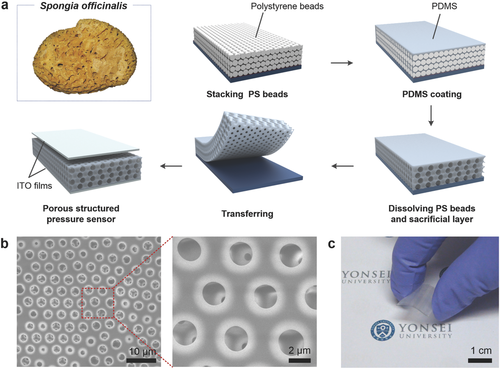 a
Spongia officinalis
Polystyrene beads
PDMS
Stacking PS beads
PDMS coating
ITO films
Porous structured
pressure sensor
Transferring
Dissolving PS beads
and sacrificial layer
b
10 μm
2 μm
c
YONSEI
UNIVERSITY
YONSEI
UNIVERSITY
1 cm